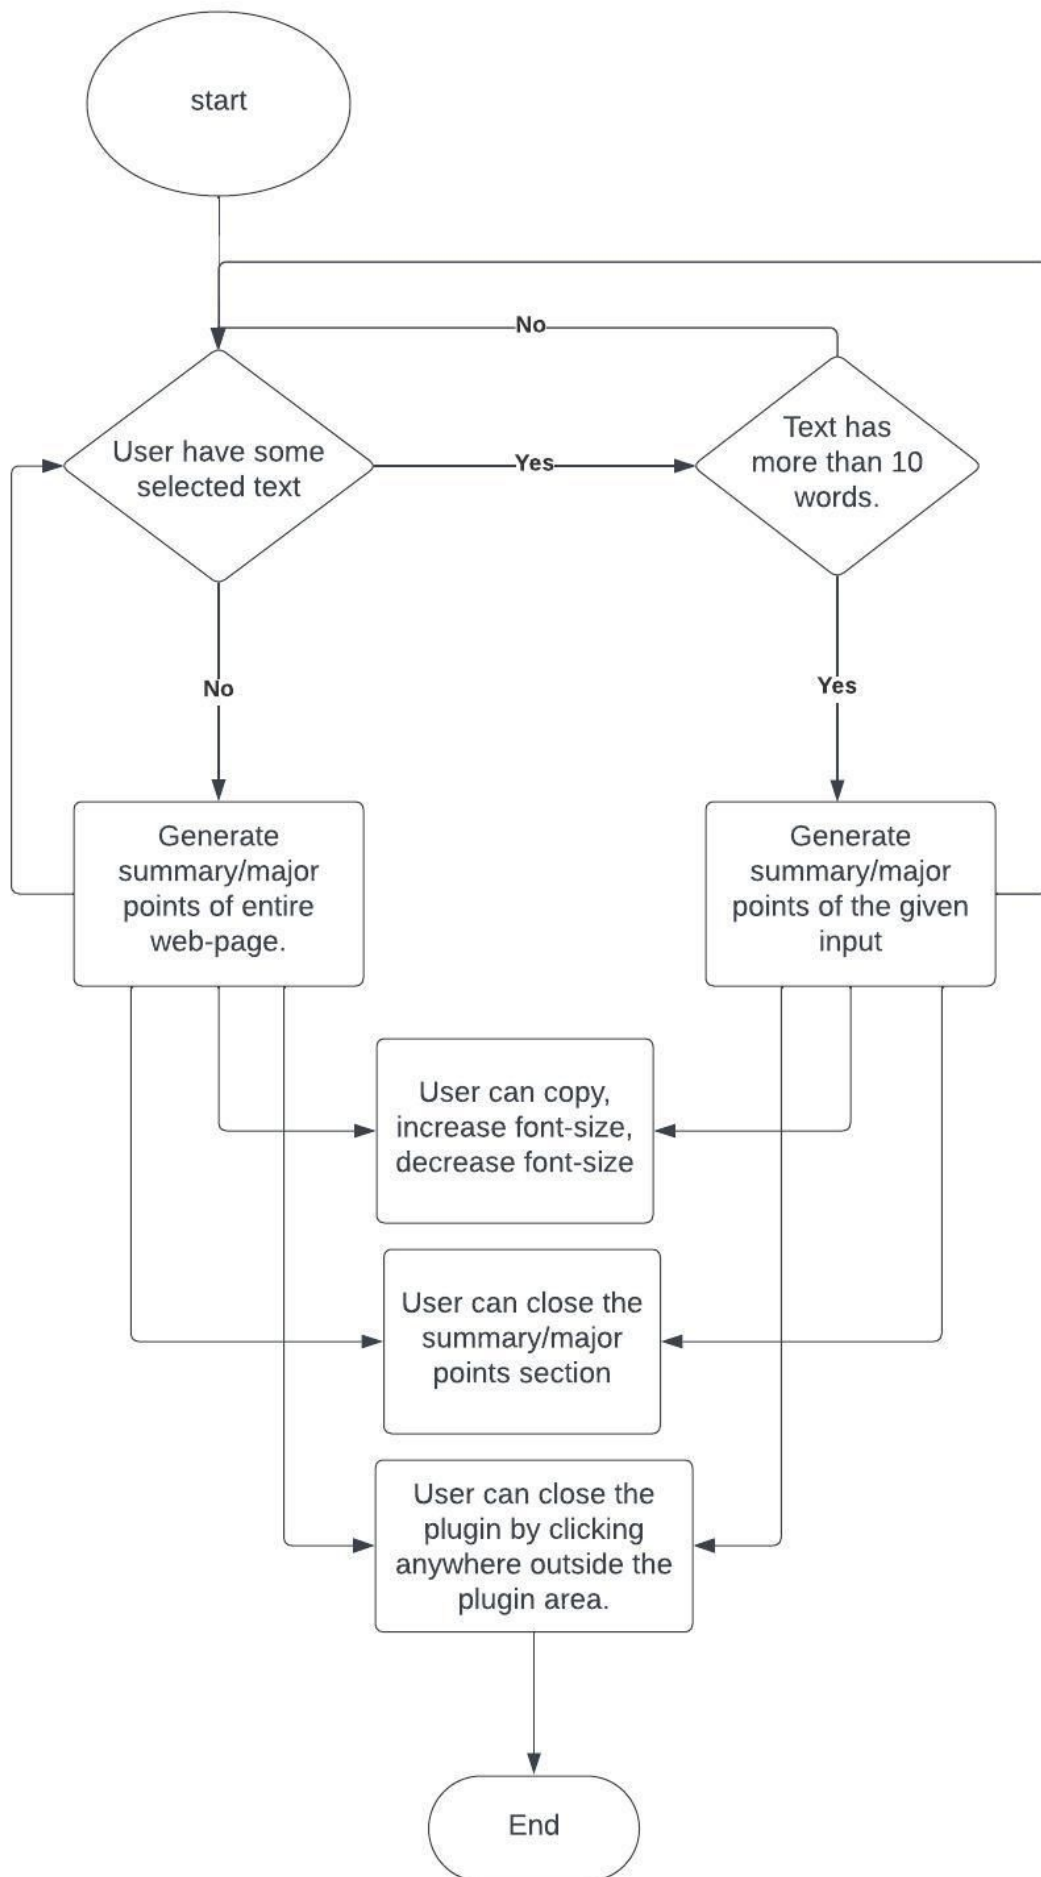 start
No
User have some
selected text
Yes
Text has
more than 10
words.
No
Yes
Generate
summary/major
points of entire
web-page.
Generate
summary/major
points of the given
input
User can copy,
increase font-size,
decrease font-size
User can close the
summary/major
points section
User can close the
plugin by clicking
anywhere outside the
plugin area.
End